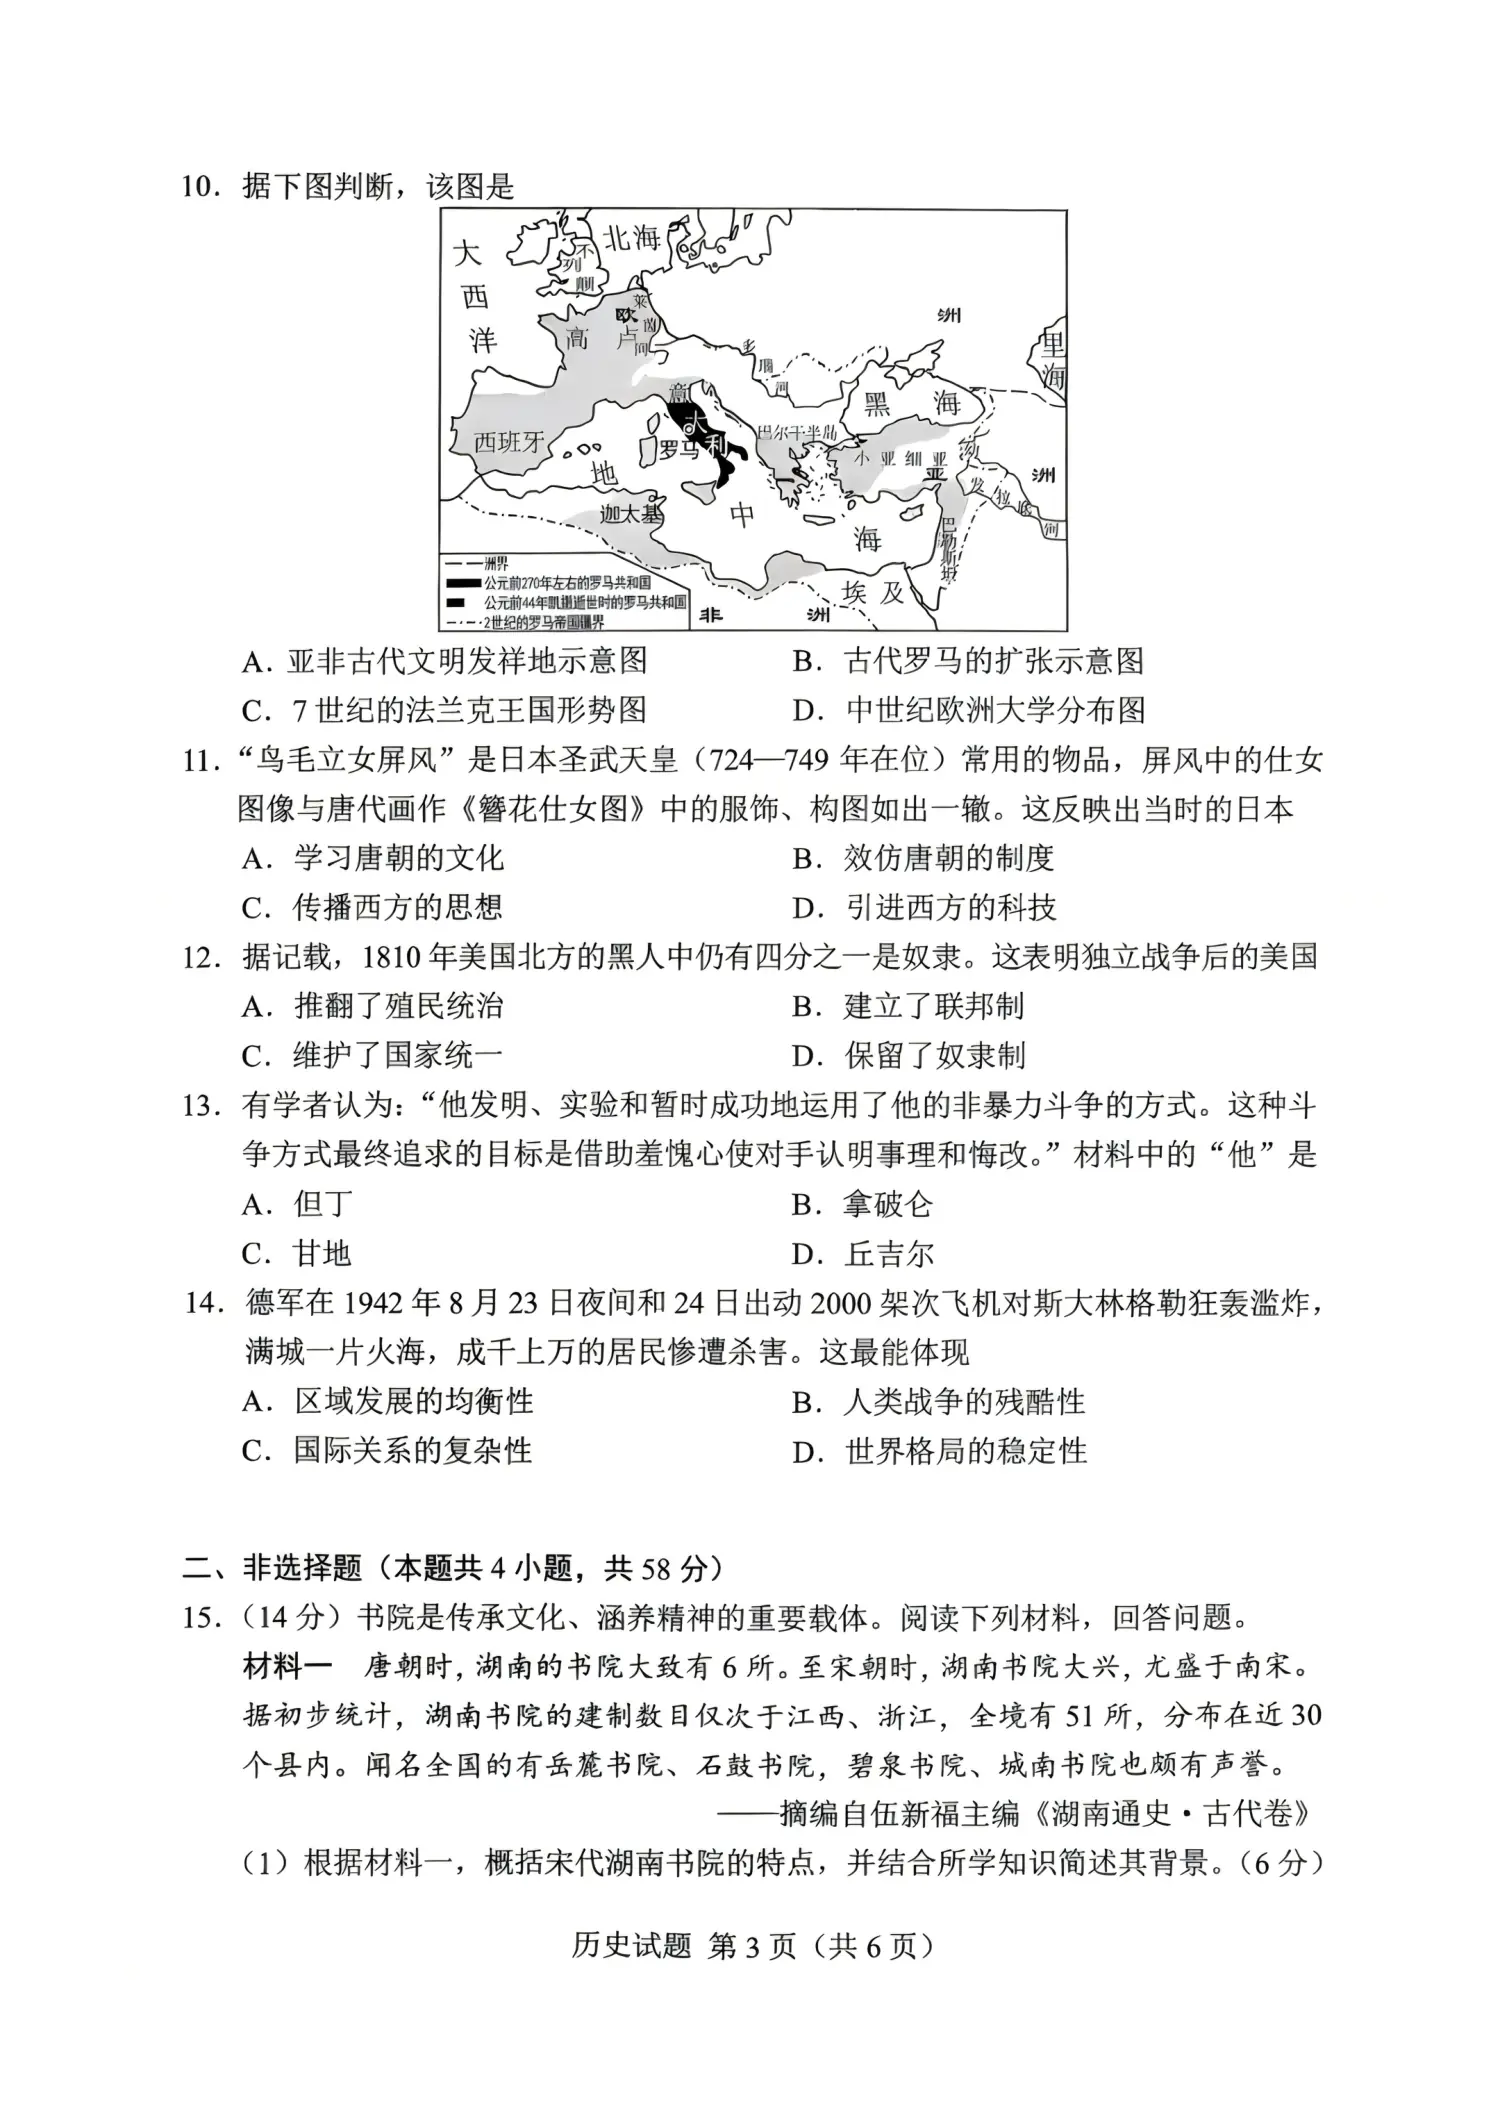 10. 据下图判断，该图是
大
西
洋
北海
不
列
颠
莱
茵
河
欧
洲
高
卢
多
瑙
河
里
海
黑
海
意
大
利
罗马
巴尔干半岛
西班牙
小亚细亚
亚
洲
幼
发
拉
底
河
地
中
海
迦太基
巴
勒
斯
坦
埃及
非
洲
洲界
公元前270年左右的罗马共和国
公元前44年凯撒逝世时的罗马共和国
2世纪的罗马帝国疆界
A. 亚非古代文明发祥地示意图 B. 古代罗马的扩张示意图
C. 7世纪的法兰克王国形势图 D. 中世纪欧洲大学分布图
11. “鸟毛立女屏风”是日本圣武天皇（724—749 年在位）常用的物品，屏风中的仕女
图像与唐代画作《簪花仕女图》中的服饰、构图如出一辙。这反映出当时的日本
A. 学习唐朝的文化 B. 效仿唐朝的制度
C. 传播西方的思想 D. 引进西方的科技
12. 据记载，1810 年美国北方的黑人中仍有四分之一是奴隶。这表明独立战争后的美国
A. 推翻了殖民统治 B. 建立了联邦制
C. 维护了国家统一 D. 保留了奴隶制
13. 有学者认为：“他发明、实验和暂时成功地运用了他的非暴力斗争的方式。这种斗
争方式最终追求的目标是借助羞愧心使对手认明事理和悔改。”材料中的“他”是
A. 但丁 B. 拿破仑
C. 甘地 D. 丘吉尔
14. 德军在 1942 年 8 月 23 日夜间和 24 日出动 2000 架次飞机对斯大林格勒狂轰滥炸，
满城一片火海，成千上万的居民惨遭杀害。这最能体现
A. 区域发展的均衡性 B. 人类战争的残酷性
C. 国际关系的复杂性 D. 世界格局的稳定性
二、非选择题（本题共 4 小题，共 58 分）
15.（14 分）书院是传承文化、涵养精神的重要载体。阅读下列材料，回答问题。
材料一 唐朝时，湖南的书院大致有 6 所。至宋朝时，湖南书院大兴，尤盛于南宋。
据初步统计，湖南书院的建制数目仅次于江西、浙江，全境有 51 所，分布在近 30
个县内。闻名全国的有岳麓书院、石鼓书院，碧泉书院、城南书院也颇有声誉。
——摘编自伍新福主编《湖南通史·古代卷》
（1）根据材料一，概括宋代湖南书院的特点，并结合所学知识简述其背景。（6 分）
历史试题 第 3 页（共 6 页）